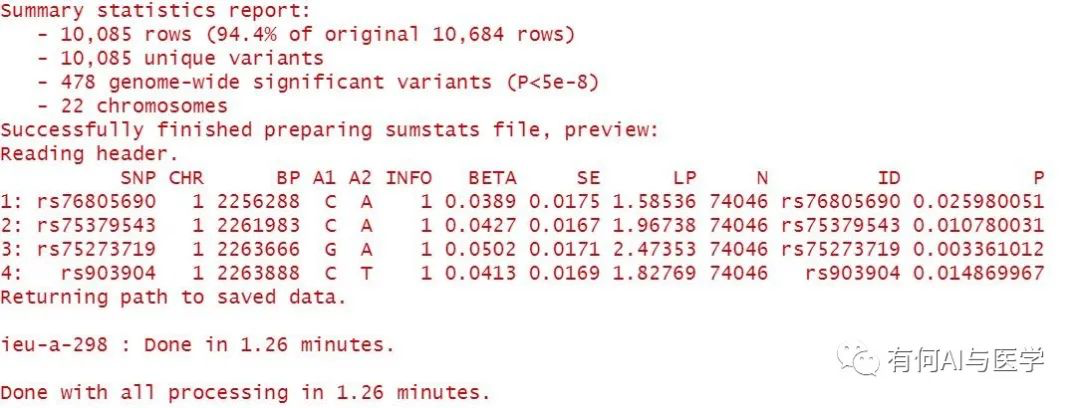 Summary statistics report:
- 10,085 rows (94.4% of original 10,684 rows)
- 10,085 unique variants
- 478 genome-wide significant variants (P<5e-8)
- 22 chromosomes
Successfully finished preparing sumstats file, preview:
Reading header.
SNP CHR BP A1 A2 INFO BETA SE LP N ID P
1: rs76805690 1 2256288 C A 1 0.0389 0.0175 1.58536 74046 rs76805690 0.025980051
2: rs75379543 1 2261983 C A 1 0.0427 0.0167 1.96738 74046 rs75379543 0.010780031
3: rs75273719 1 2263666 G A 1 0.0502 0.0171 2.47353 74046 rs75273719 0.003361012
4: rs903904 1 2263888 C T 1 0.0413 0.0169 1.82769 74046 rs903904 0.014869967
Returning path to saved data.
ieu-a-298 : Done in 1.26 minutes.
有何AI与医学
Done with all processing in 1.26 minutes.